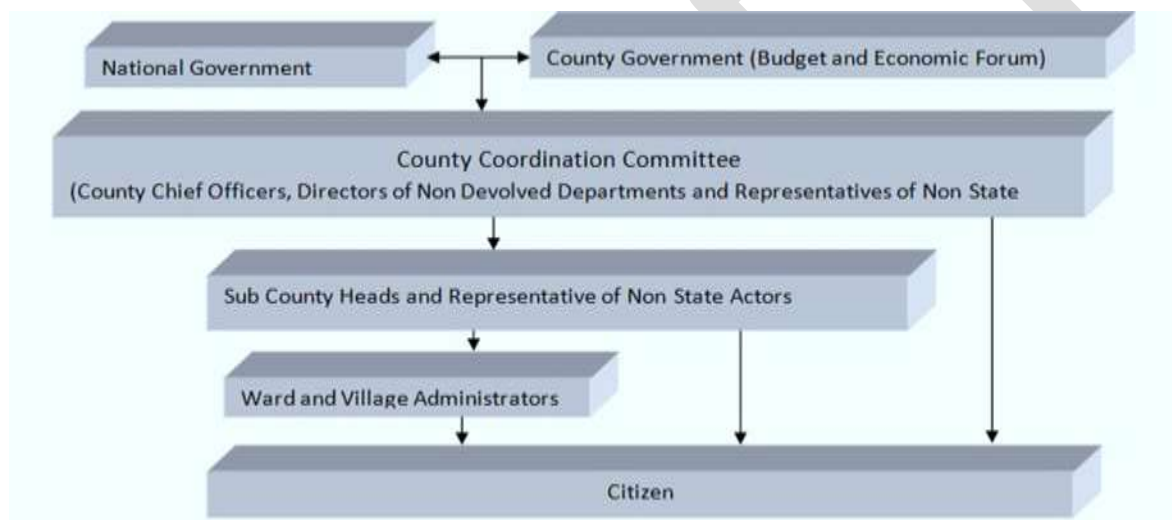 National Government
County Government (Budget and Economic Forum)
County Coordination Committee
(County Chief Officers, Directors of Non Devolved Departments and Representatives of Non State
Sub County Heads and Representative of Non State Actors
Ward and Village Administrators
Citizen